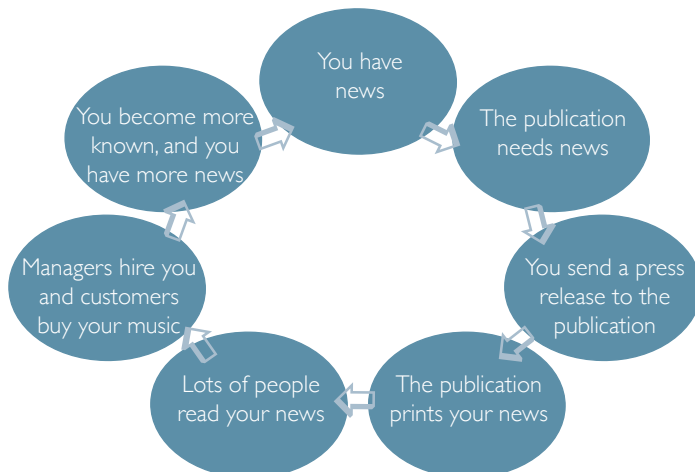 You have
news
The publication
needs news
You send a press
release to the
publication
The publication
prints your news
Lots of people
read your news
Managers hire you
and customers
buy your music
You become more
known, and you
have more news